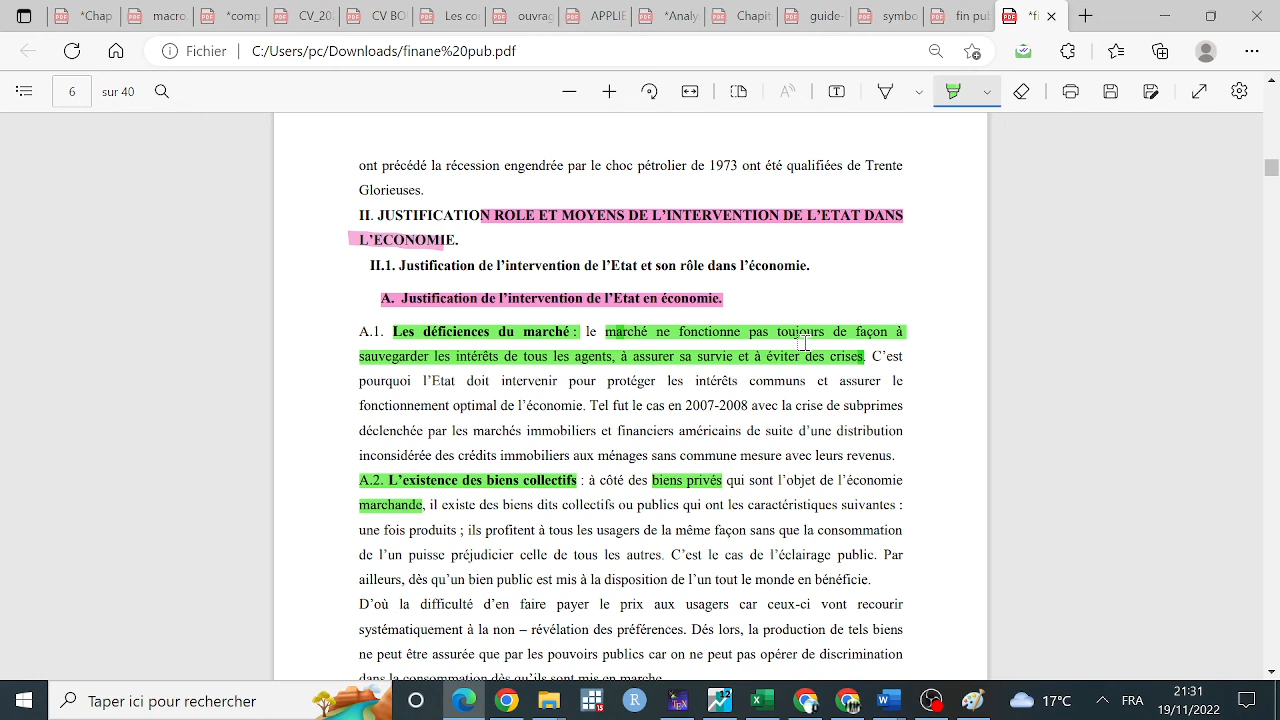 *Chap
macro
*comp
CV_20
CV BO
Les co
ouvrag
APPLIE
*Analy
Chapit
guide-
symbo
fin pub
*f
Fichier | C:/Users/pc/Downloads/finane%20pub.pdf
6 sur 40
ont précédé la récession engendrée par le choc pétrolier de 1973 ont été qualifiées de Trente
Glorieuses.
II. JUSTIFICATION ROLE ET MOYENS DE L'INTERVENTION DE L'ETAT DANS
L'ECONOMIE.
II.1. Justification de l'intervention de l'Etat et son rôle dans l'économie.
A. Justification de l'intervention de l'Etat en économie.
A.1. Les déficiences du marché : le marché ne fonctionne pas toujours de façon à
sauvegarder les intérêts de tous les agents, à assurer sa survie et à éviter des crises. C'est
pourquoi l'Etat doit intervenir pour protéger les intérêts communs et assurer le
fonctionnement optimal de l'économie. Tel fut le cas en 2007-2008 avec la crise de subprimes
déclenchée par les marchés immobiliers et financiers américains de suite d'une distribution
inconsidérée des crédits immobiliers aux ménages sans commune mesure avec leurs revenus.
A.2. L'existence des biens collectifs : à côté des biens privés qui sont l'objet de l'économie
marchande, il existe des biens dits collectifs ou publics qui ont les caractéristiques suivantes :
une fois produits ; ils profitent à tous les usagers de la même façon sans que la consommation
de l'un puisse préjudicier celle de tous les autres. C'est le cas de l'éclairage public. Par
ailleurs, dès qu'un bien public est mis à la disposition de l'un tout le monde en bénéficie.
D'où la difficulté d'en faire payer le prix aux usagers car ceux-ci vont recourir
systématiquement à la non – révélation des préférences. Dés lors, la production de tels biens
ne peut être assurée que par les pouvoirs publics car on ne peut pas opérer de discrimination
dans la consommation dès qu'ils sont mis en marche.
Taper ici pour rechercher
17°C
FRA
21:31
19/11/2022